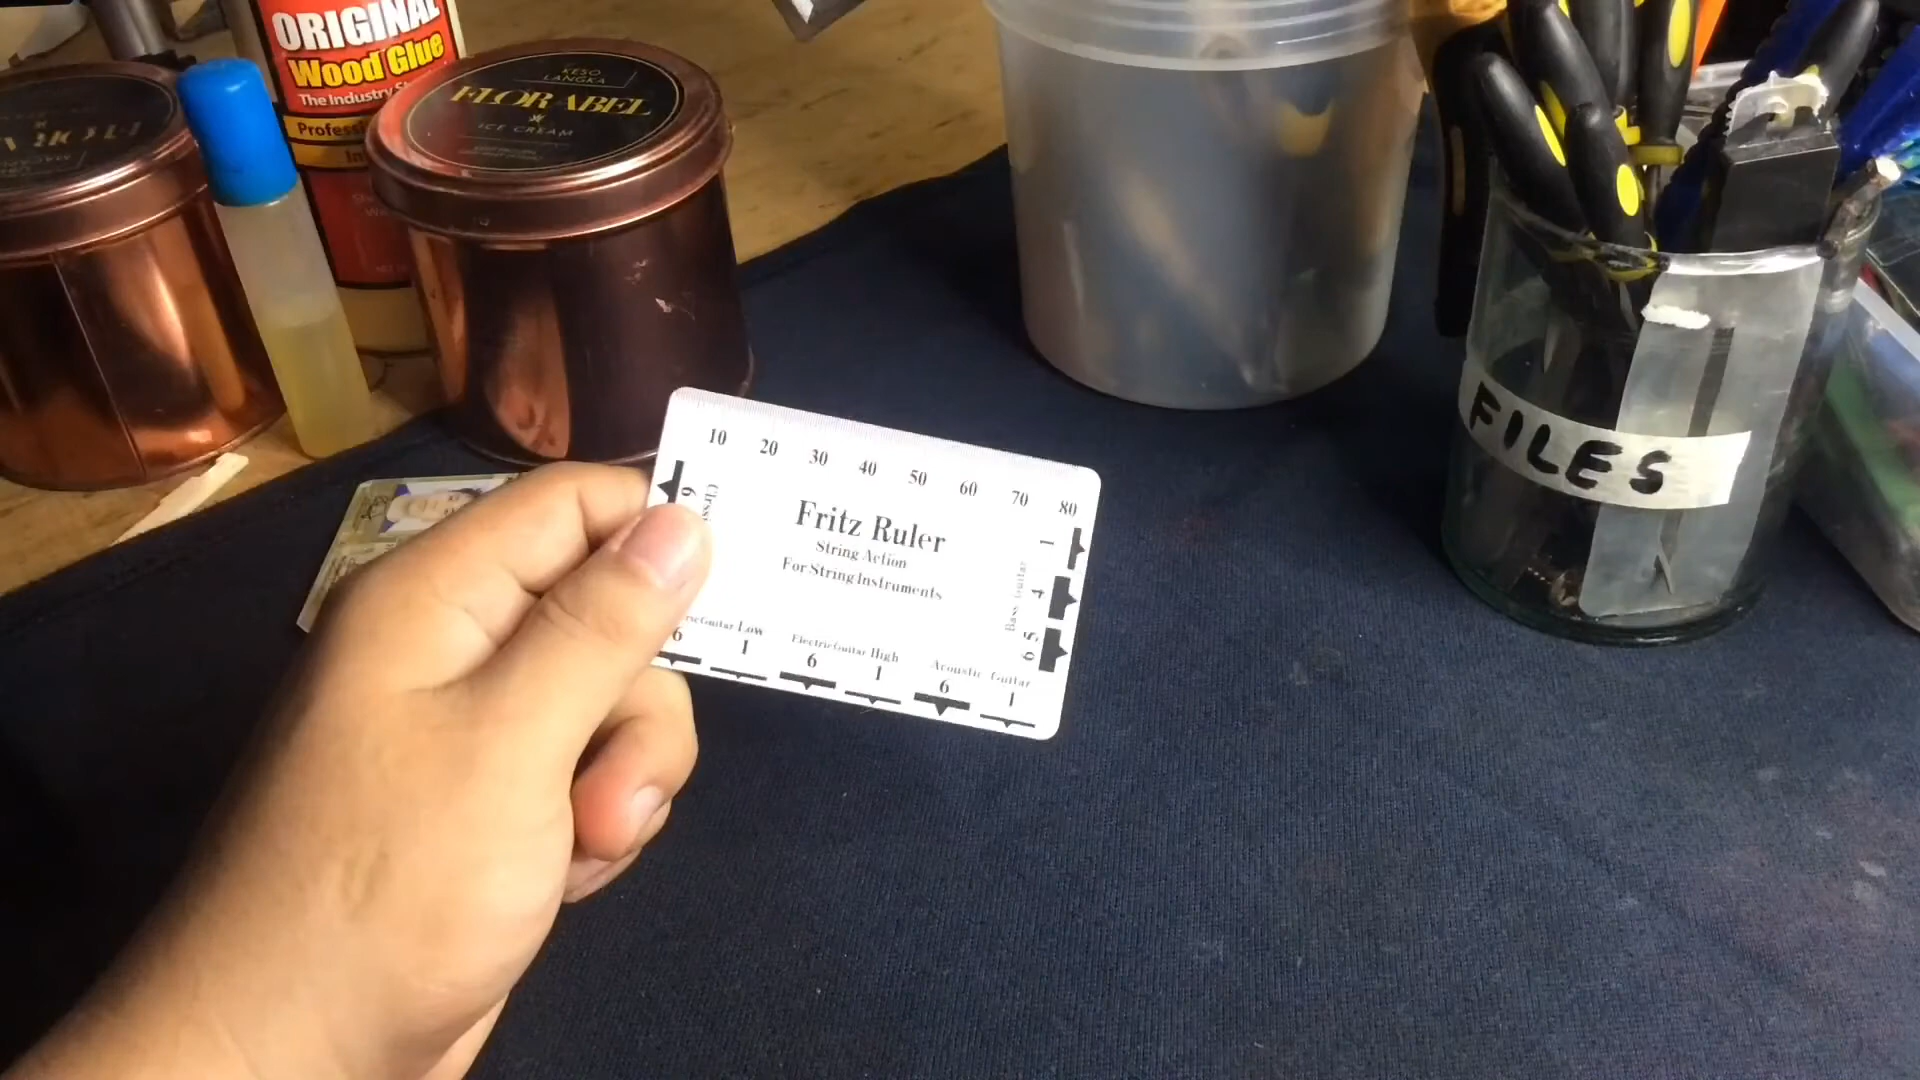 ORIGINAL
Wood Glue
The Industry
KESO
LANGKA
FLORABEL
ICE CREAM
10 20 30 40 50 60 70 80
6
Fritz Ruler
String Action
For String Instruments
1
4
5
6
Bass Guitar
Guitar Low
Electric Guitar High
Acoustic Guitar
6 1 6 1 6 1
FILES